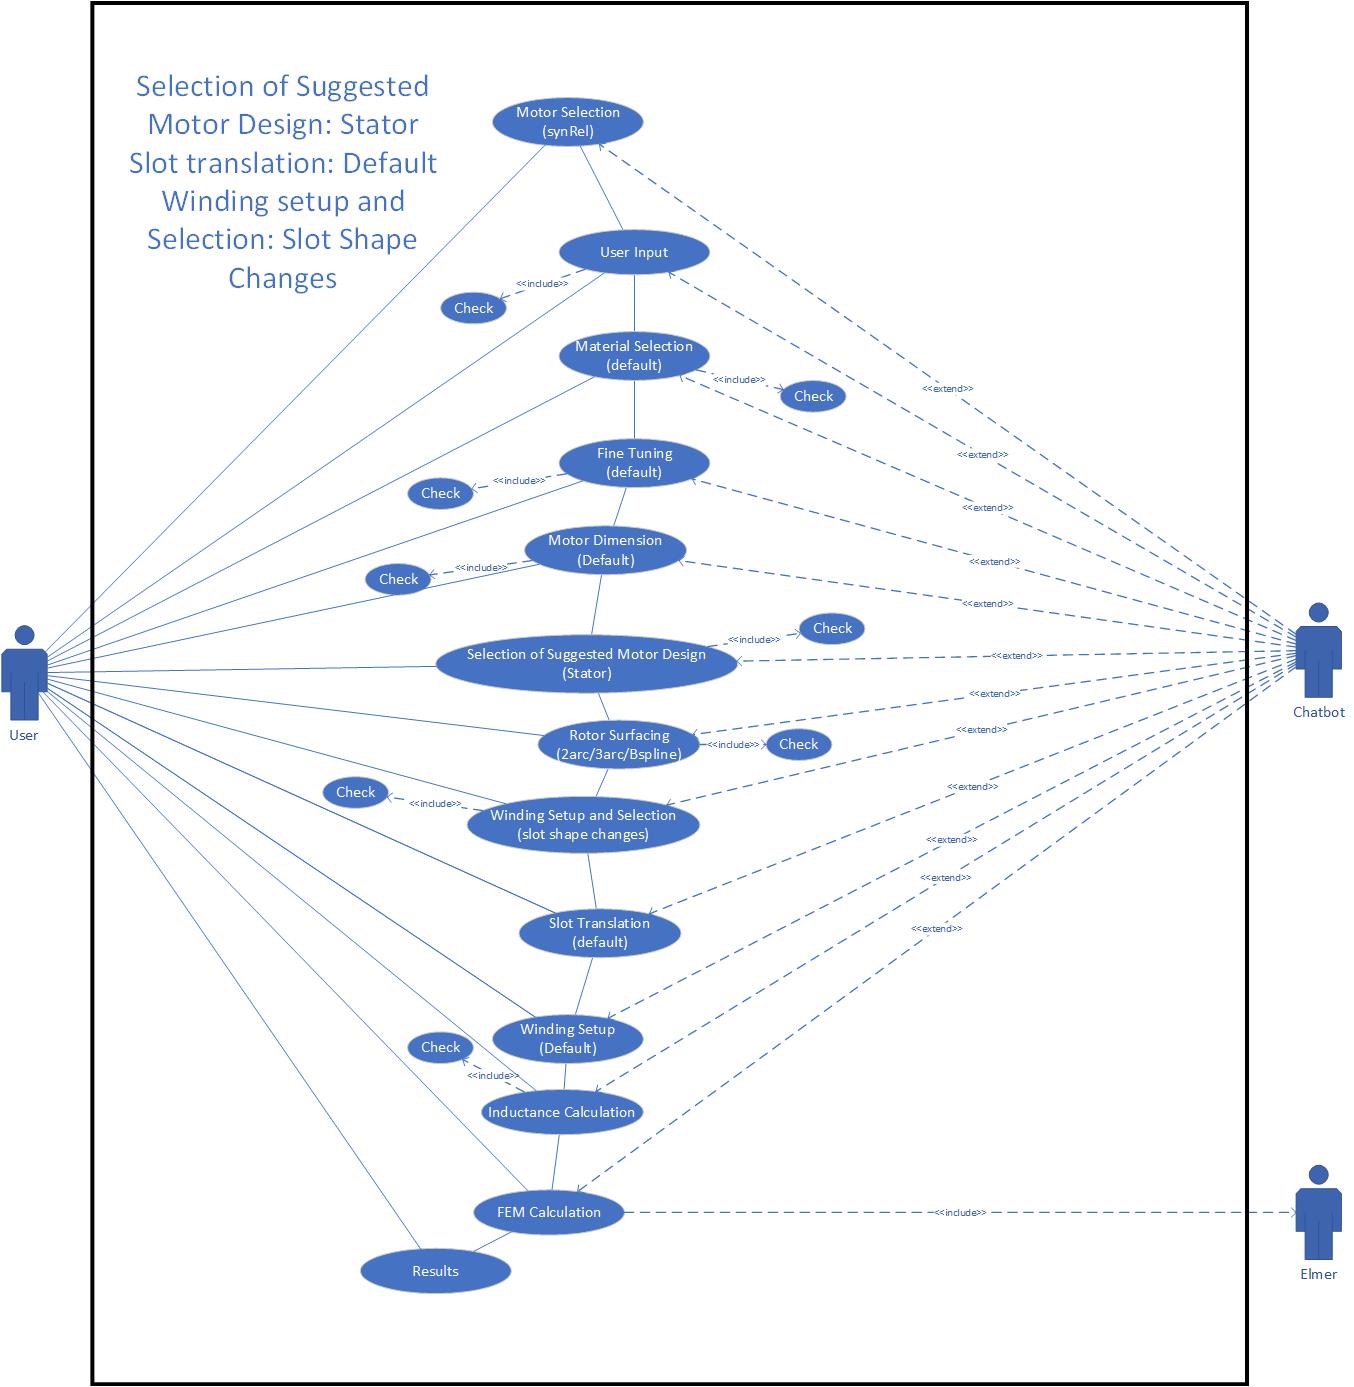 Selection of Suggested
Motor Design: Stator
Slot translation: Default
Winding setup and
Selection: Slot Shape
Changes
Motor Selection
(synRel)
User Input
<<include>>
Check
Material Selection
(default)
<<include>>
Check
<<extend>>
<<extend>>
Fine Tuning
(default)
<<include>>
Check
<<extend>>
Motor Dimension
(Default)
<<include>>
Check
<<extend>>
<<extend>>
Selection of Suggested Motor Design
(Stator)
<<include>>
Check
<<extend>>
User
Chatbot
<<extend>>
Rotor Surfacing
(2arc/3arc/Bspline)
<<include>>
Check
<<extend>>
Check
<<include>>
Winding Setup and Selection
(slot shape changes)
<<extend>>
<<extend>>
<<extend>>
Slot Translation
(default)
<<extend>>
Winding Setup
(Default)
Check
<<include>>
Inductance Calculation
FEM Calculation
<<include>>
Results
Elmer